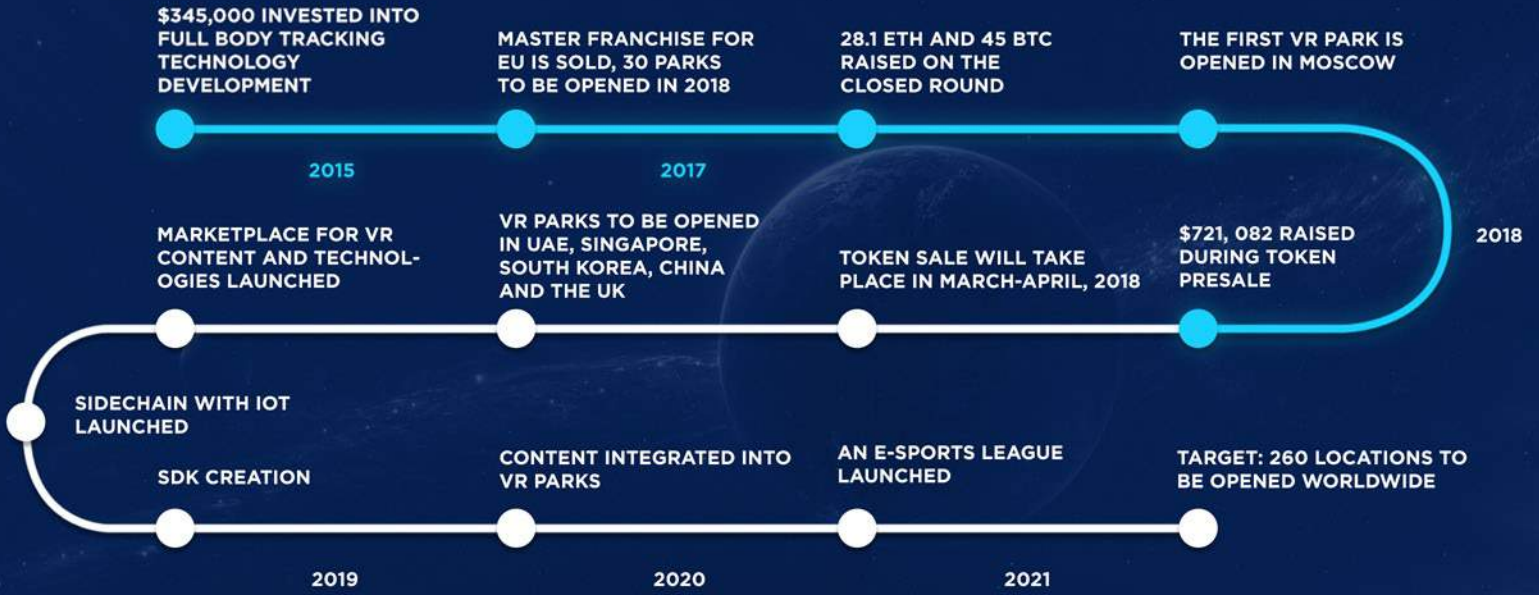 $345,000 INVESTED INTO
FULL BODY TRACKING
TECHNOLOGY
DEVELOPMENT
MASTER FRANCHISE FOR
EU IS SOLD, 30 PARKS
TO BE OPENED IN 2018
28.1 ETH AND 45 BTC
RAISED ON THE
CLOSED ROUND
THE FIRST VR PARK IS
OPENED IN MOSCOW
2015
2017
2018
$721, 082 RAISED
DURING TOKEN
PRESALE
TOKEN SALE WILL TAKE
PLACE IN MARCH-APRIL, 2018
VR PARKS TO BE OPENED
IN UAE, SINGAPORE,
SOUTH KOREA, CHINA
AND THE UK
MARKETPLACE FOR VR
CONTENT AND TECHNOL-
OGIES LAUNCHED
SIDECHAIN WITH IOT
LAUNCHED
SDK CREATION
CONTENT INTEGRATED INTO
VR PARKS
AN E-SPORTS LEAGUE
LAUNCHED
TARGET: 260 LOCATIONS TO
BE OPENED WORLDWIDE
2019
2020
2021